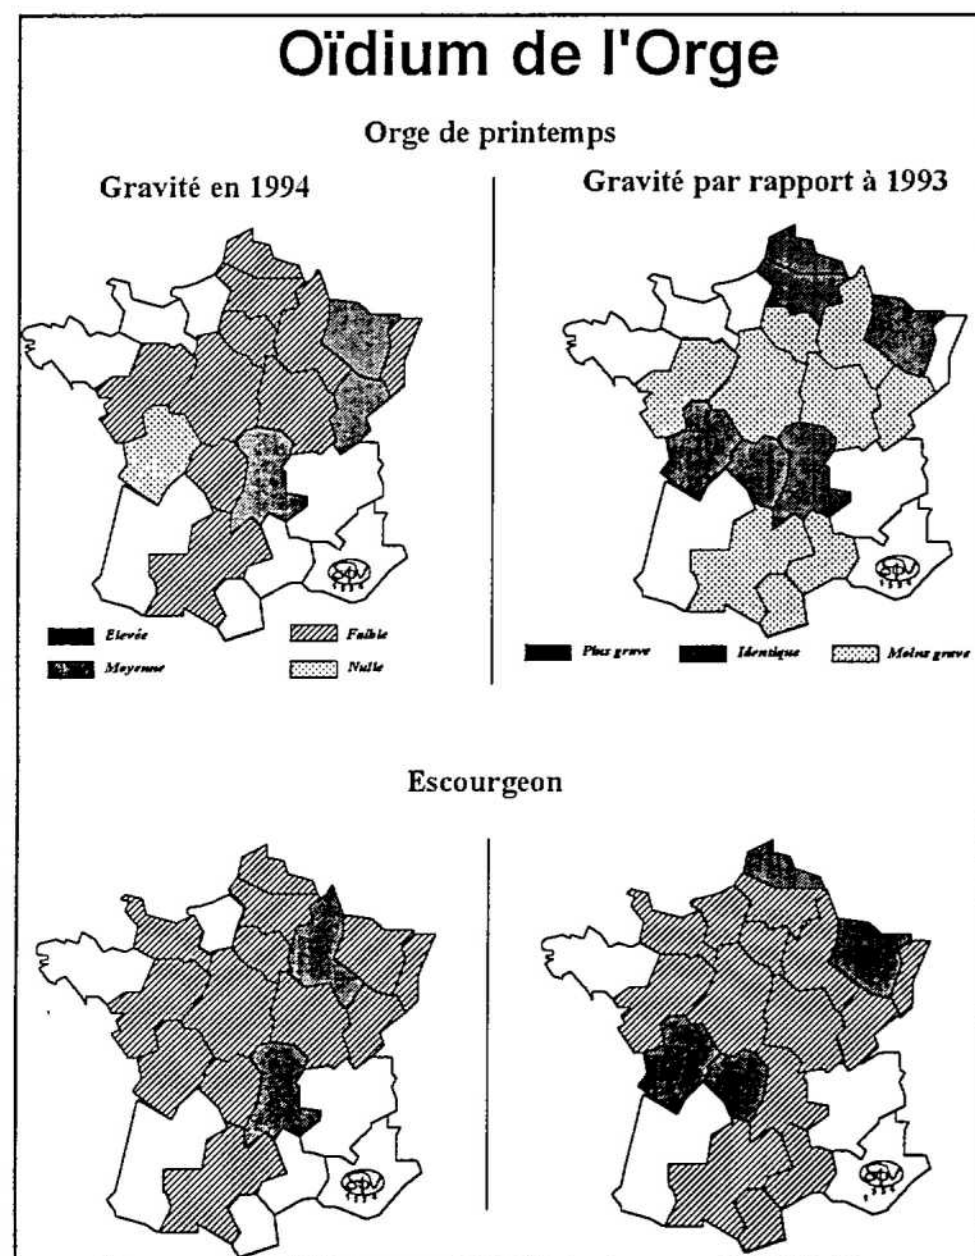 Oïdium de l'Orge
Orge de printemps
Gravité en 1994
Gravité par rapport à 1993
Elevée
Faible
Moyenne
Nulle
Plus grave
Identique
Moins grave
Escourgeon